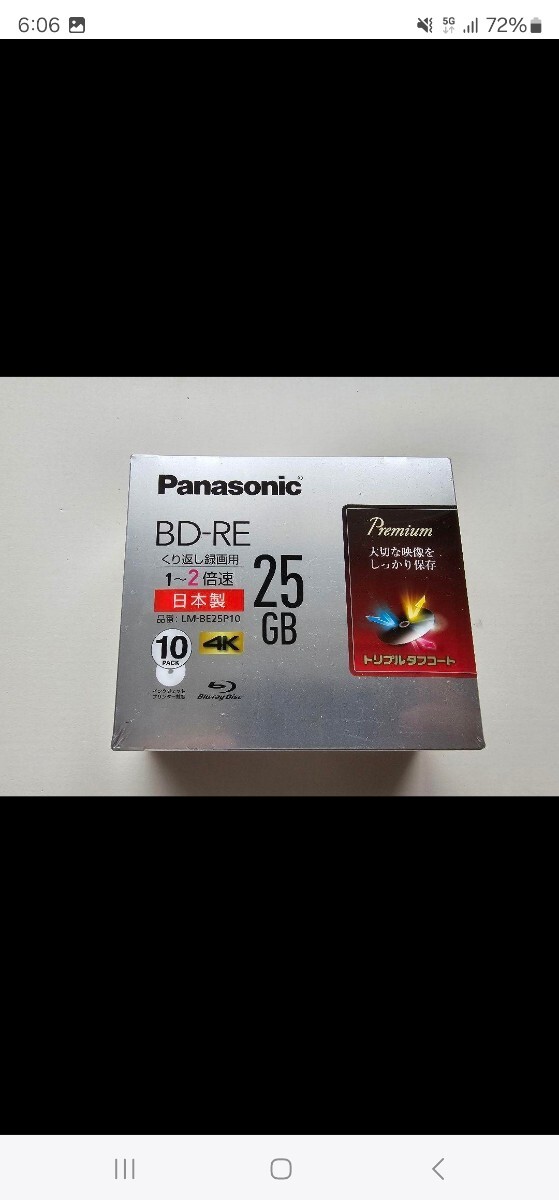 6:06
5G
72%
Panasonic
BD-RE
くり返し録画用
1～2倍速
日本製
品番: LM-BE25P10
25
GB
10
PACK
4K
Blu-ray Disc
Premium
大切な映像を
しっかり保存
トリプルタフコート